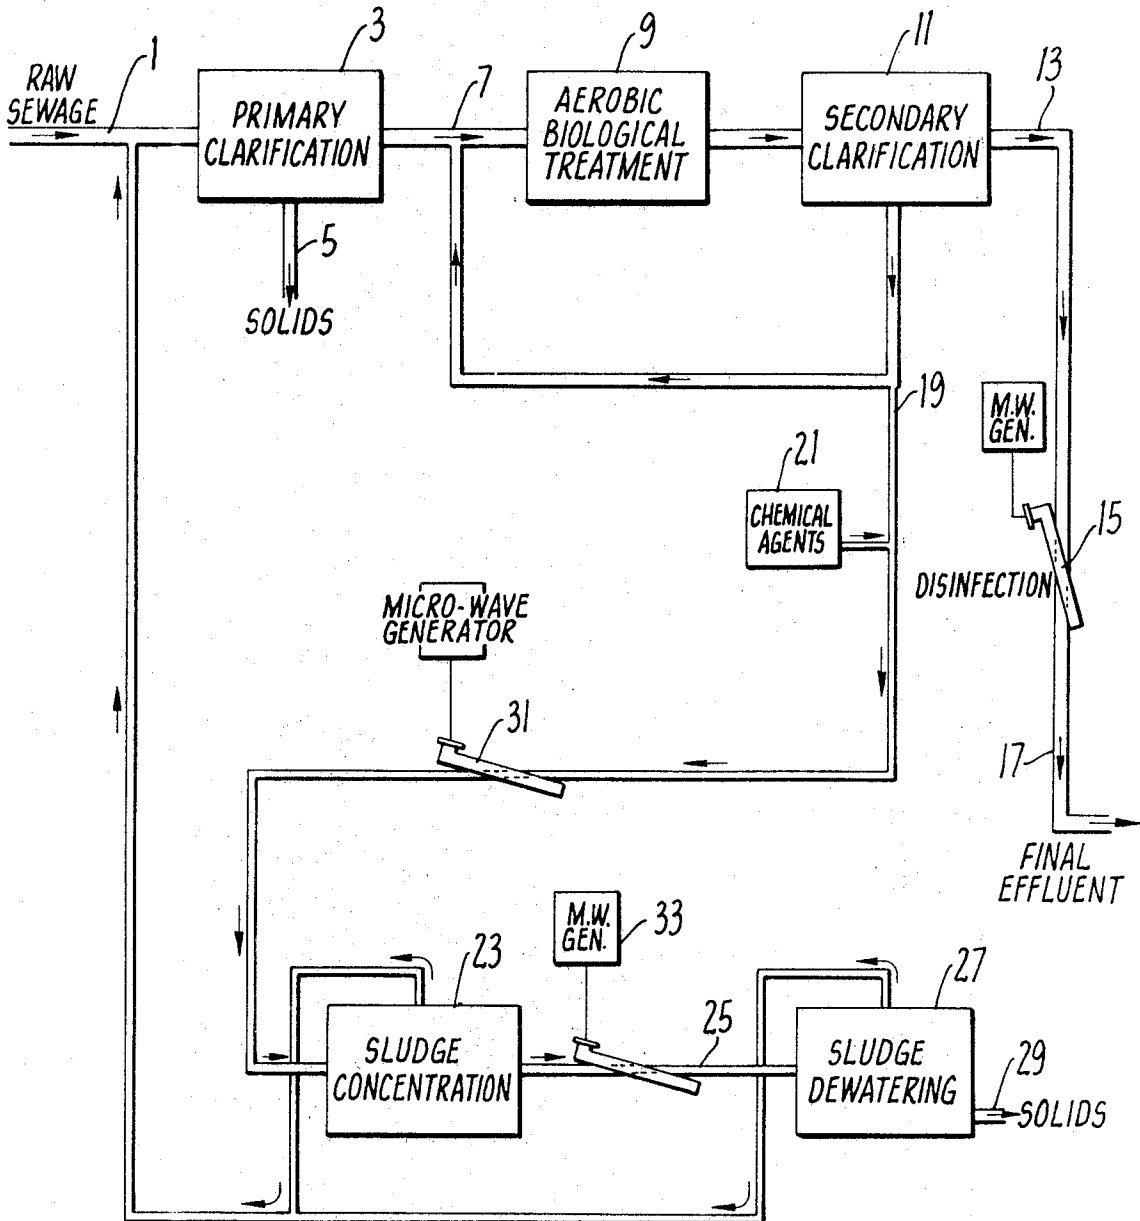 1
3
7
9
11
13
RAW
SEWAGE
PRIMARY
CLARIFICATION
AEROBIC
BIOLOGICAL
TREATMENT
SECONDARY
CLARIFICATION
5
SOLIDS
19
M.W.
GEN.
21
CHEMICAL
AGENTS
15
DISINFECTION
MICRO-WAVE
GENERATOR
31
17
FINAL
EFFLUENT
M.W.
GEN.
33
23
27
25
SLUDGE
CONCENTRATION
SLUDGE
DEWATERING
29
SOLIDS